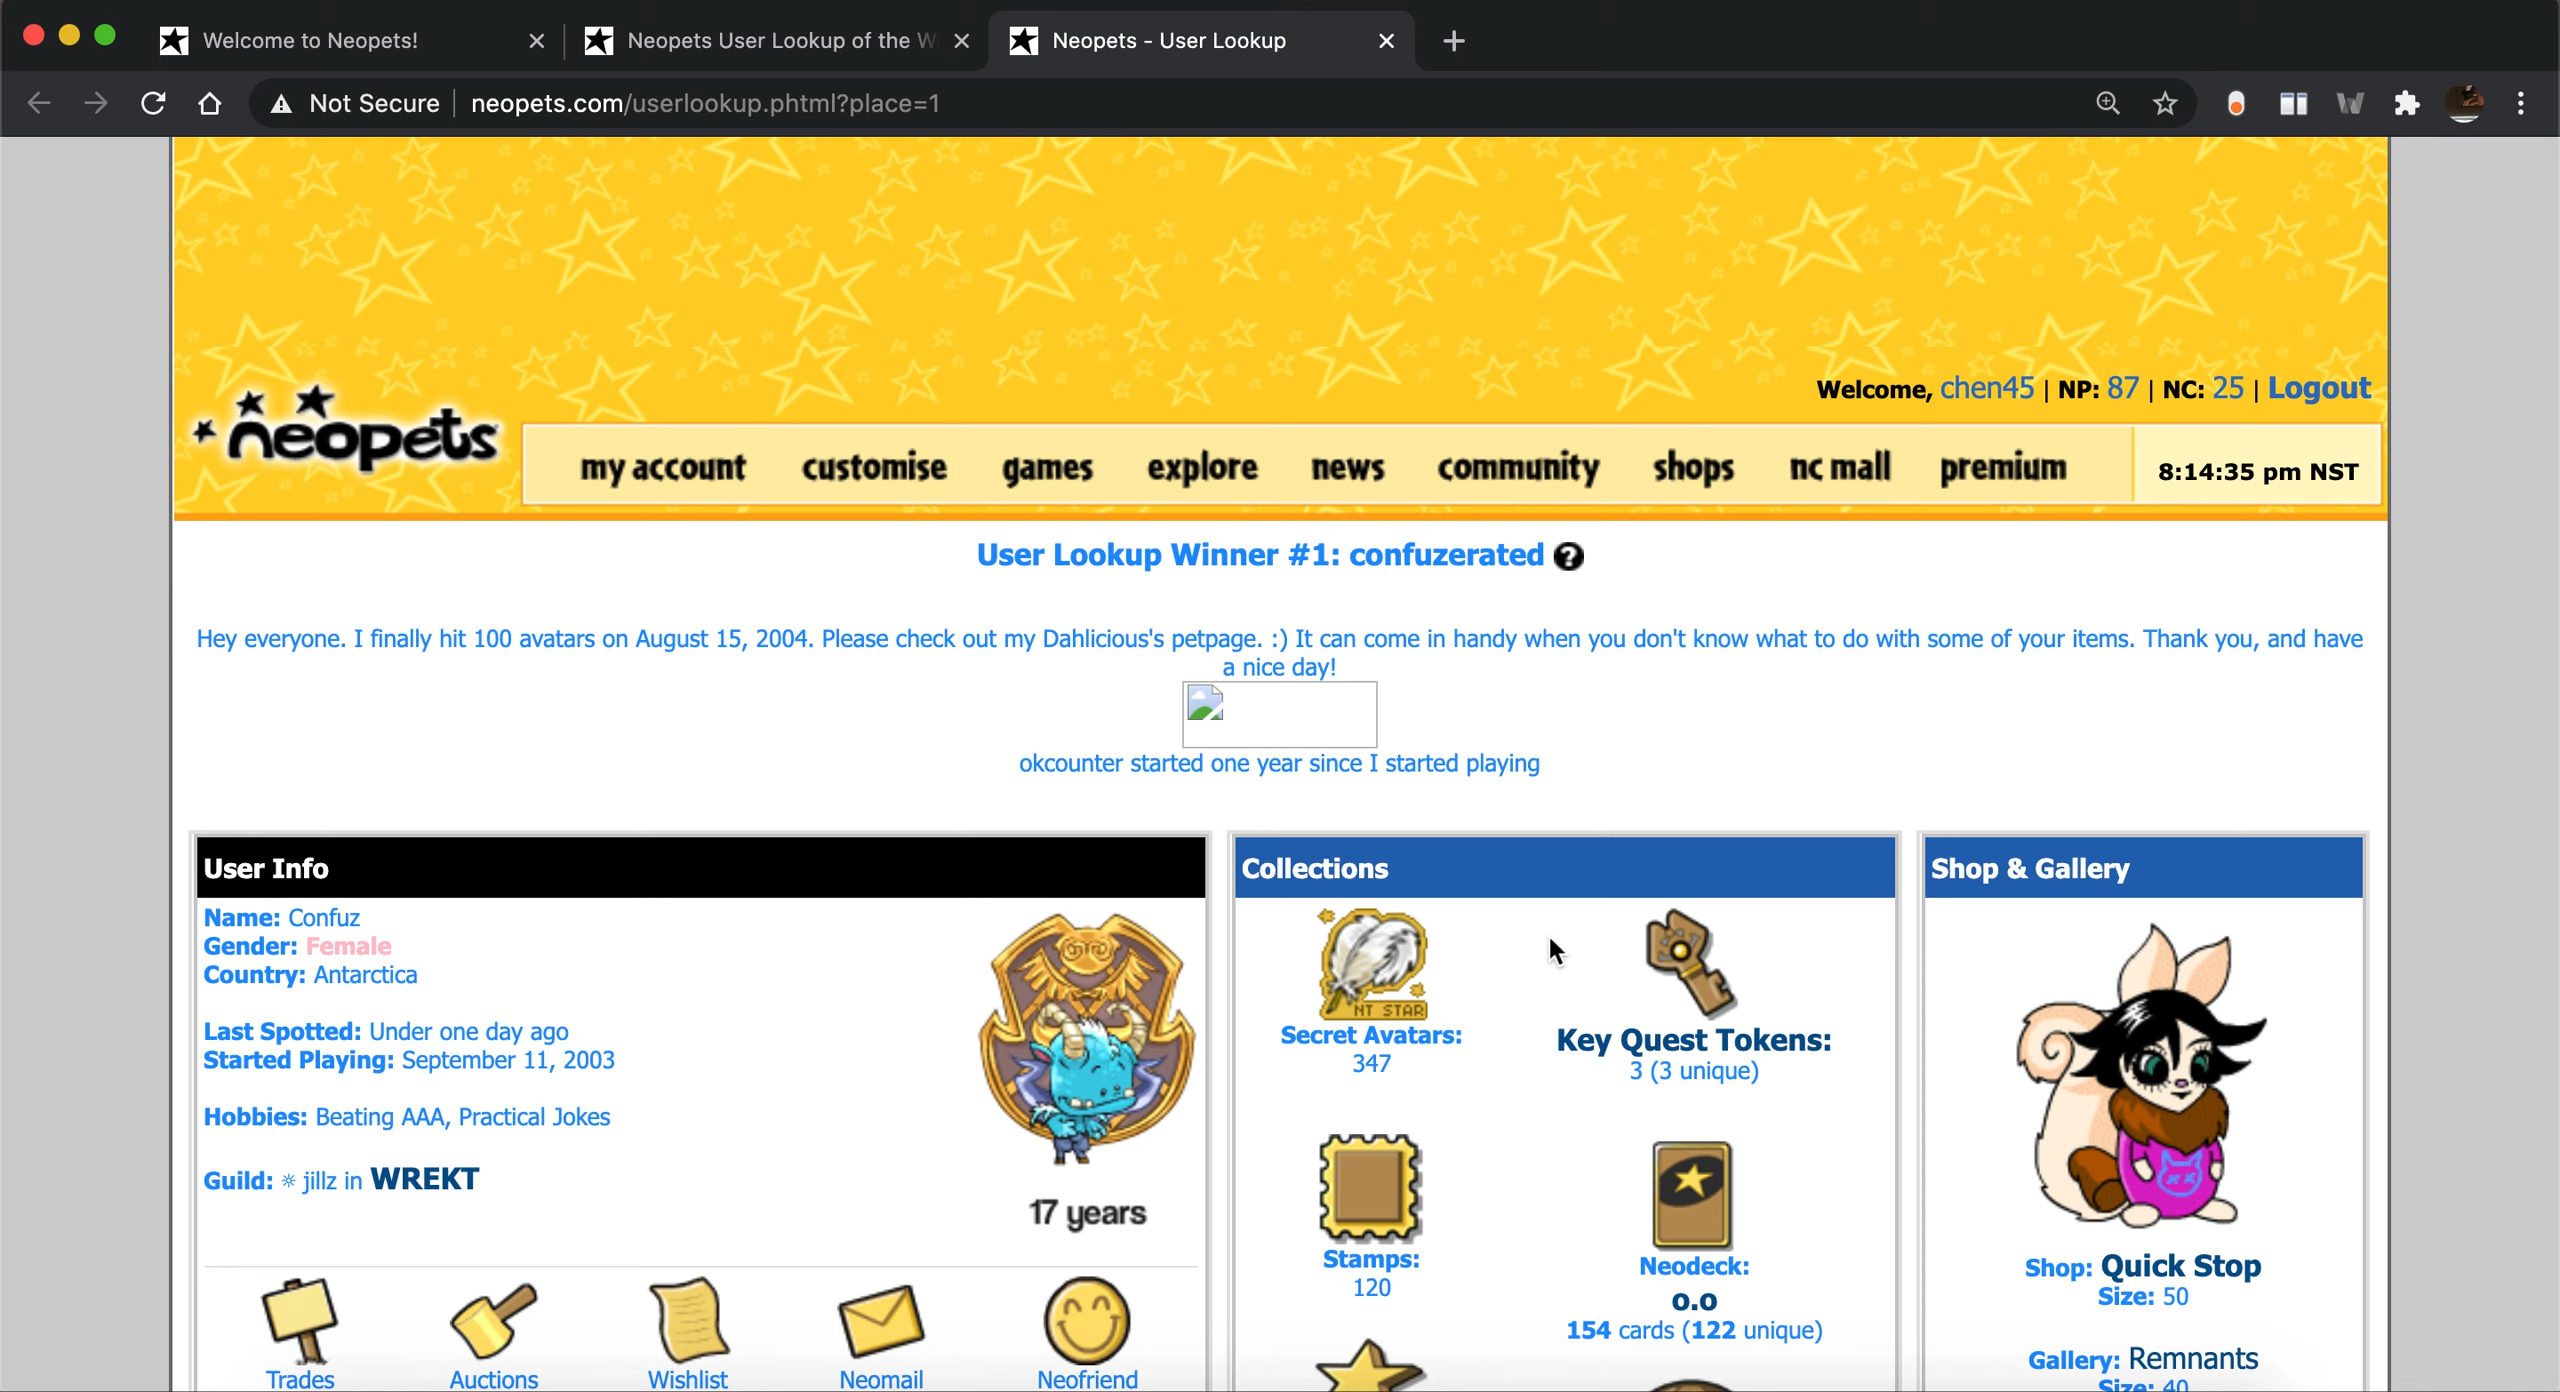 Welcome to Neopets!
Neopets User Lookup of the W
Neopets - User Lookup
Not Secure
neopets.com/userlookup.phtml?place=1
Welcome, chen45 | NP: 87 | NC: 25 | Logout
neopets
my account customise games explore news community shops nc mall premium
8:14:35 pm NST
User Lookup Winner #1: confuzerated
Hey everyone. I finally hit 100 avatars on August 15, 2004. Please check out my Dahlicious's petpage. :) It can come in handy when you don't know what to do with some of your items. Thank you, and have
a nice day!
okcounter started one year since I started playing
User Info
Name: Confuz
Gender: Female
Country: Antarctica
Last Spotted: Under one day ago
Started Playing: September 11, 2003
Hobbies: Beating AAA, Practical Jokes
Guild: ☼ jillz in WREKT
17 years
Trades
Auctions
Wishlist
Neomail
Neofriend
Collections
NT STAR
Secret Avatars:
347
Key Quest Tokens:
3 (3 unique)
Stamps:
120
Neodeck:
o.o
154 cards (122 unique)
Shop & Gallery
Shop: Quick Stop
Size: 50
Gallery: Remnants
Size: 40